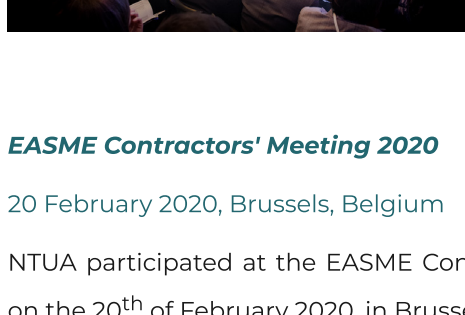 EASME Contractors' Meeting 2020
20 February 2020, Brussels, Belgium
NTUA participated at the EASME Con
on the 20th of February 2020, in Brusse